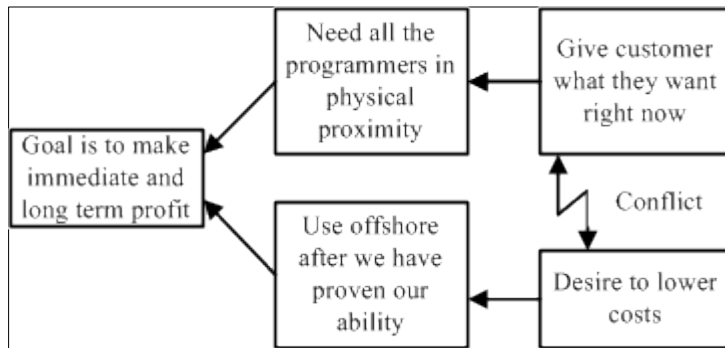 Need all the
programmers in
physical
proximity
Give customer
what they want
right now
Goal is to make
immediate and
long term profit
Conflict
Use offshore
after we have
proven our
ability
Desire to lower
costs